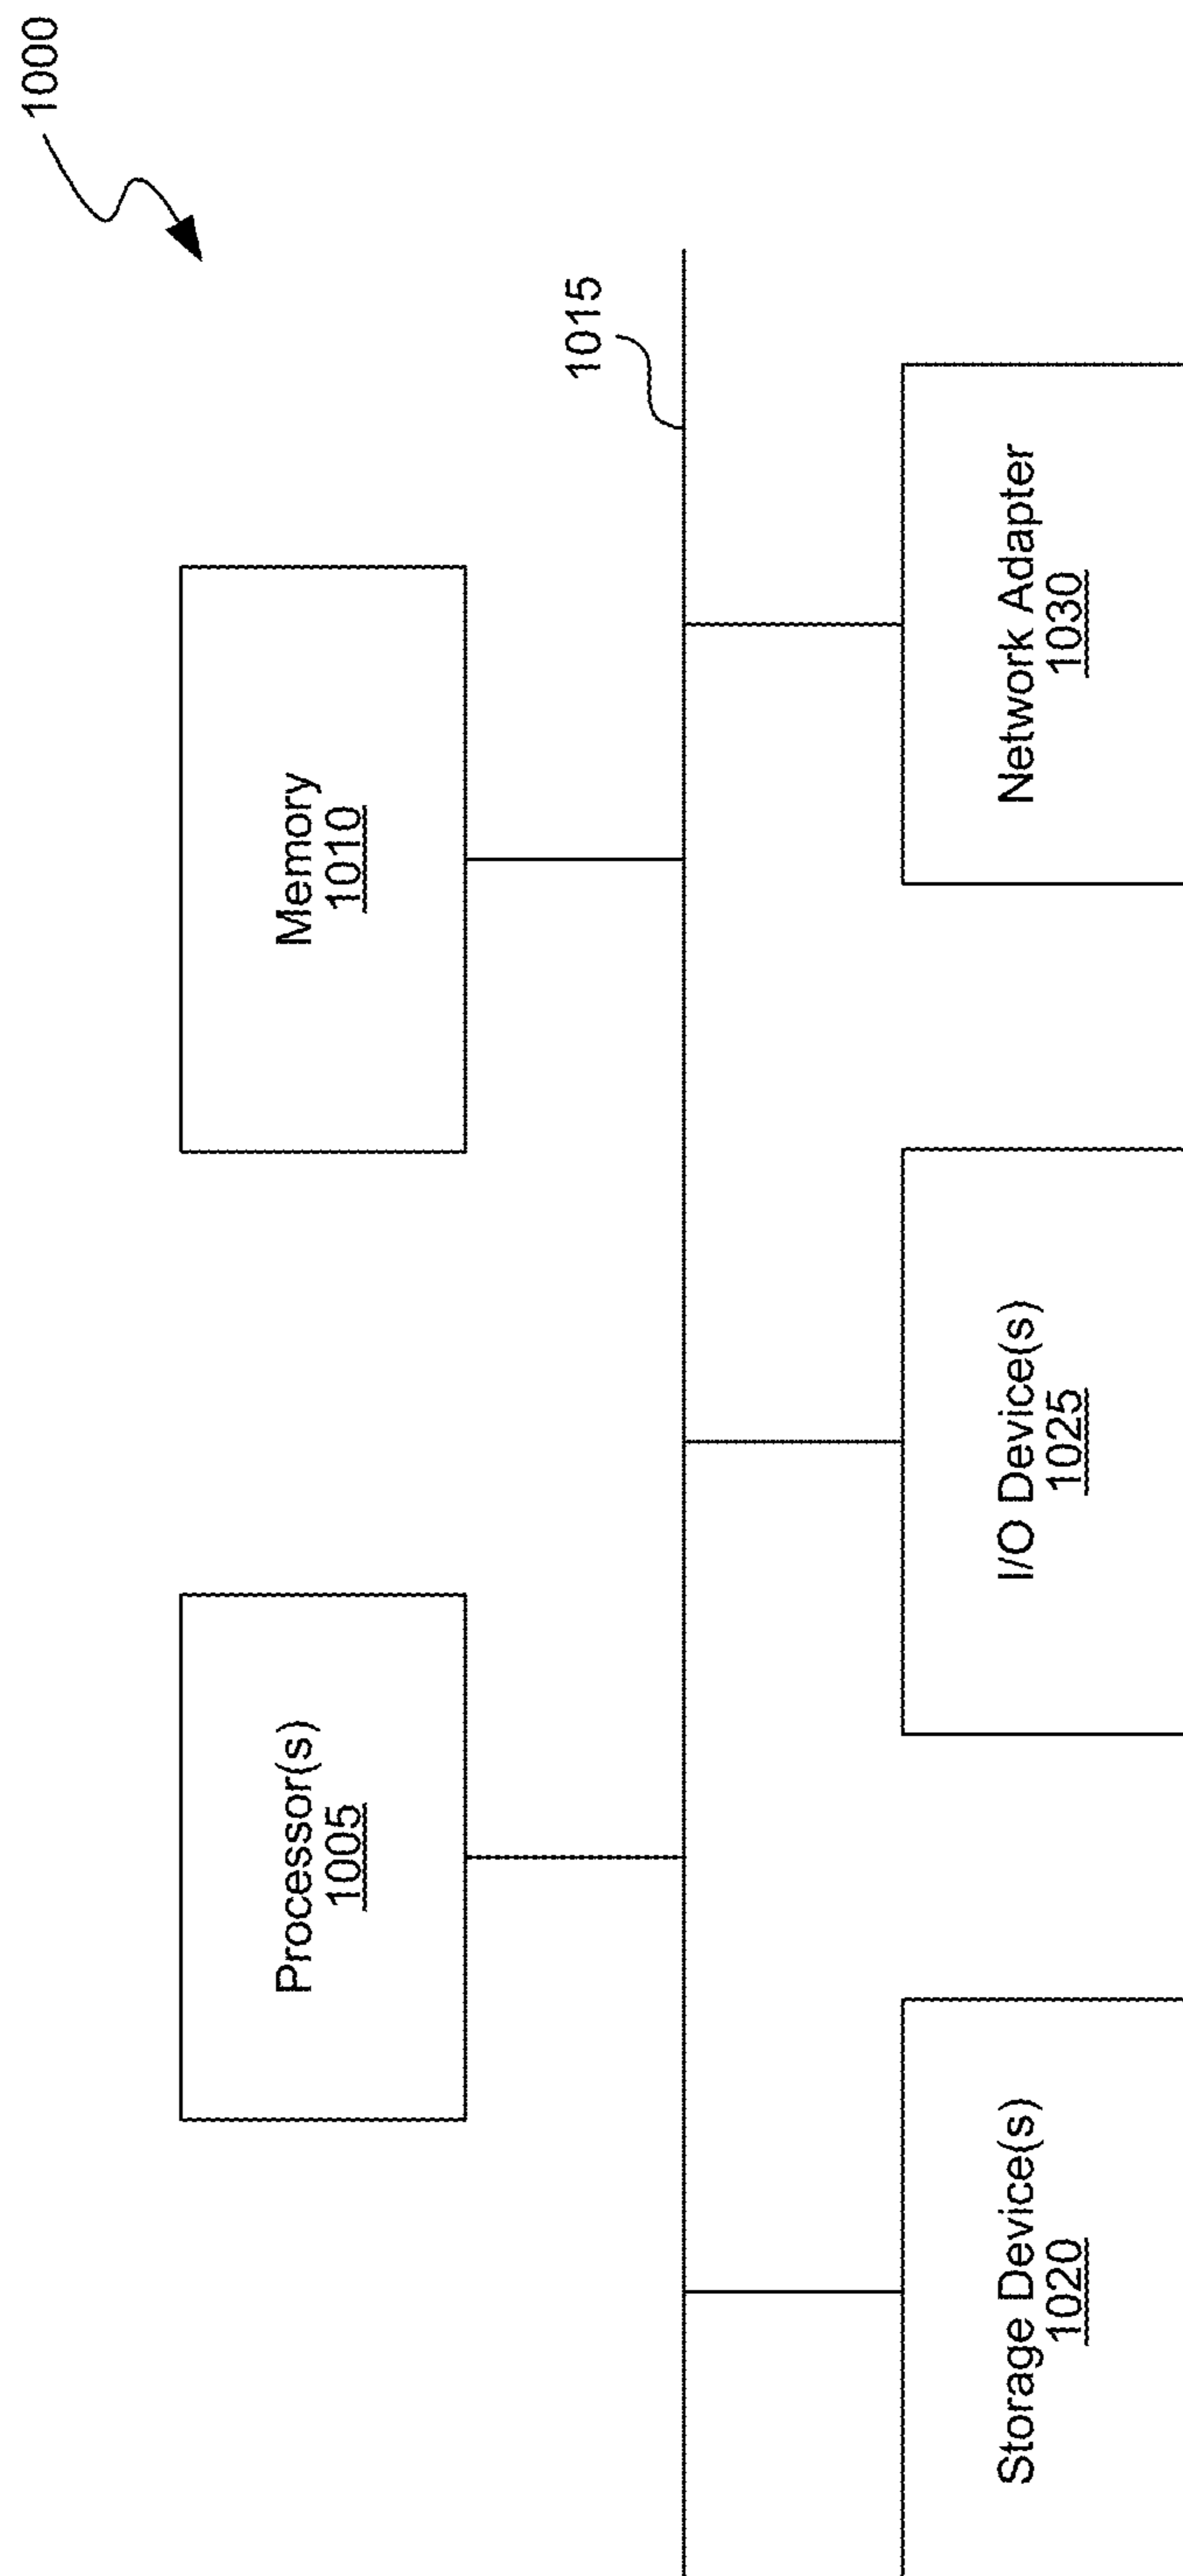 1000
Processor(s)
1005
Memory
1010
1015
Storage Device(s)
1020
I/O Device(s)
1025
Network Adapter
1030